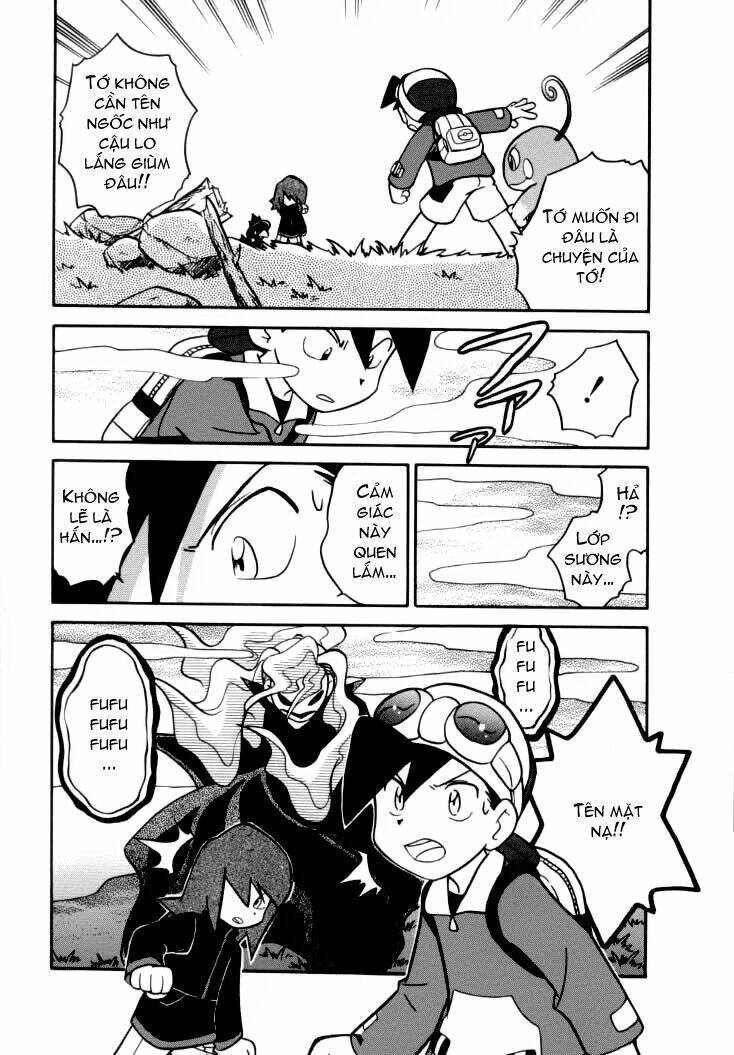 TỚ MUỐN ĐI
ĐÂU LÀ
CHUYỆN CỦA
TỚ!
TỚ KHÔNG
CẦN TÊN
NGỐC NHƯ
CẬU LO
LẮNG GIÙM
ĐÂU!!
!
HẢ
!?
LỚP
SƯƠNG
NÀY...
CẢM
GIÁC NÀY
QUEN
LẮM...
KHÔNG
LẼ LÀ
HẮN...!?
FU
FU
FU
...
FUFU
FUFU
FUFU
...
TÊN MẶT
NẠ!!